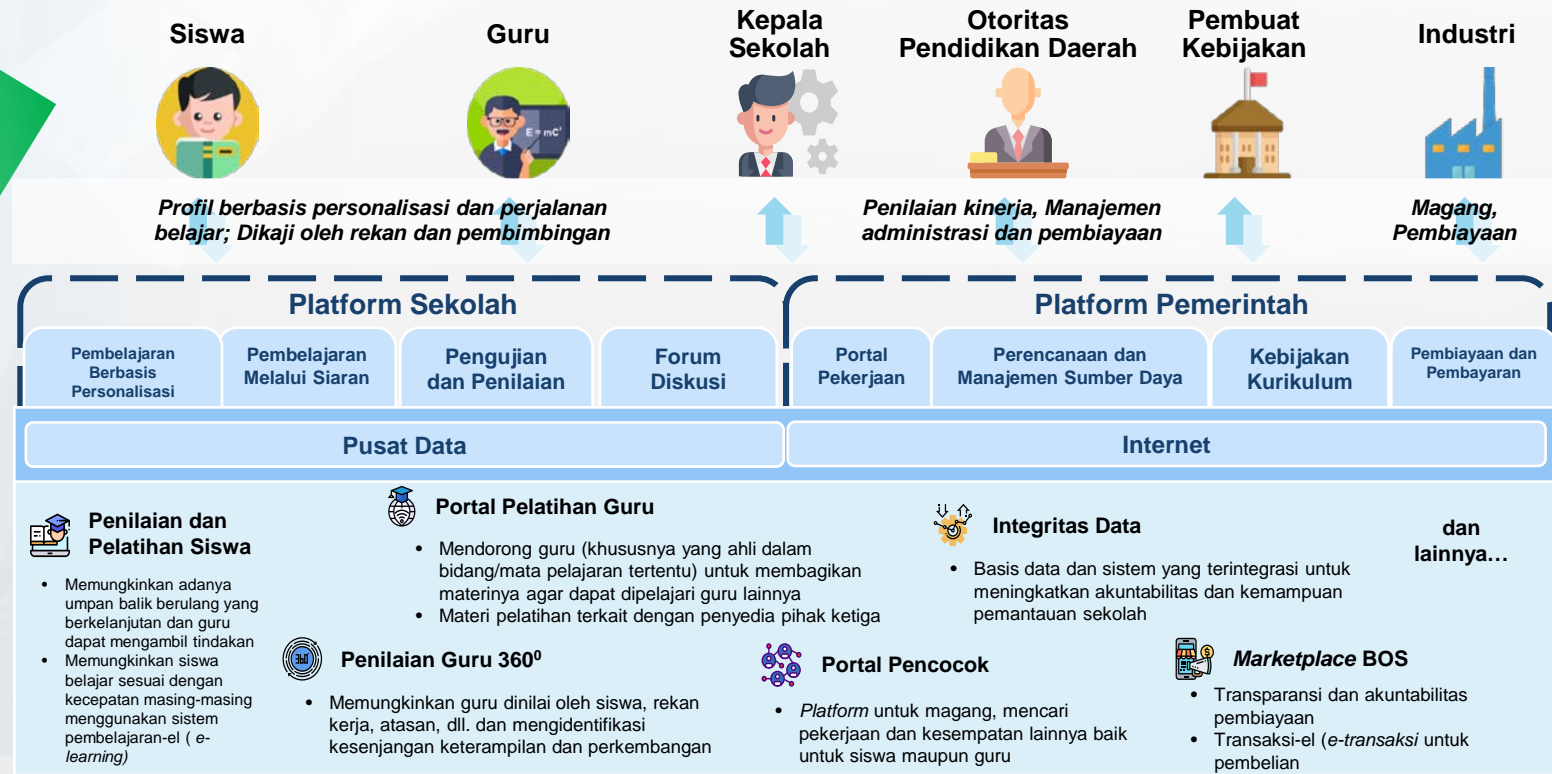 Siswa
Guru
Kepala
Sekolah
Otoritas
Pendidikan Daerah
Pembuat
Kebijakan
Industri
E = mC²
Profil berbasis personalisasi dan perjalanan
belajar; Dikaji oleh rekan dan pembimbingan
Penilaian kinerja, Manajemen
administrasi dan pembiayaan
Magang,
Pembiayaan
Platform Sekolah
Platform Pemerintah
Pembelajaran
Berbasis
Personalisasi
Pembelajaran
Melalui Siaran
Pengujian
dan Penilaian
Forum
Diskusi
Portal
Pekerjaan
Perencanaan dan
Manajemen Sumber Daya
Kebijakan
Kurikulum
Pembiayaan dan
Pembayaran
Pusat Data
Internet
Penilaian dan
Pelatihan Siswa
• Memungkinkan adanya
umpan balik berulang yang
berkelanjutan dan guru
dapat mengambil tindakan
• Memungkinkan siswa
belajar sesuai dengan
kecepatan masing-masing
menggunakan sistem
pembelajaran-el ( e-
learning)
Portal Pelatihan Guru
• Mendorong guru (khususnya yang ahli dalam
bidang/mata pelajaran tertentu) untuk membagikan
materinya agar dapat dipelajari guru lainnya
• Materi pelatihan terkait dengan penyedia pihak ketiga
Integritas Data
• Basis data dan sistem yang terintegrasi untuk
meningkatkan akuntabilitas dan kemampuan
pemantauan sekolah
dan
lainnya…
360
Penilaian Guru 360⁰
• Memungkinkan guru dinilai oleh siswa, rekan
kerja, atasan, dll. dan mengidentifikasi
kesenjangan keterampilan dan perkembangan
Portal Pencocok
• Platform untuk magang, mencari
pekerjaan dan kesempatan lainnya baik
untuk siswa maupun guru
Marketplace BOS
• Transparansi dan akuntabilitas
pembiayaan
• Transaksi-el (e-transaksi untuk
pembelian